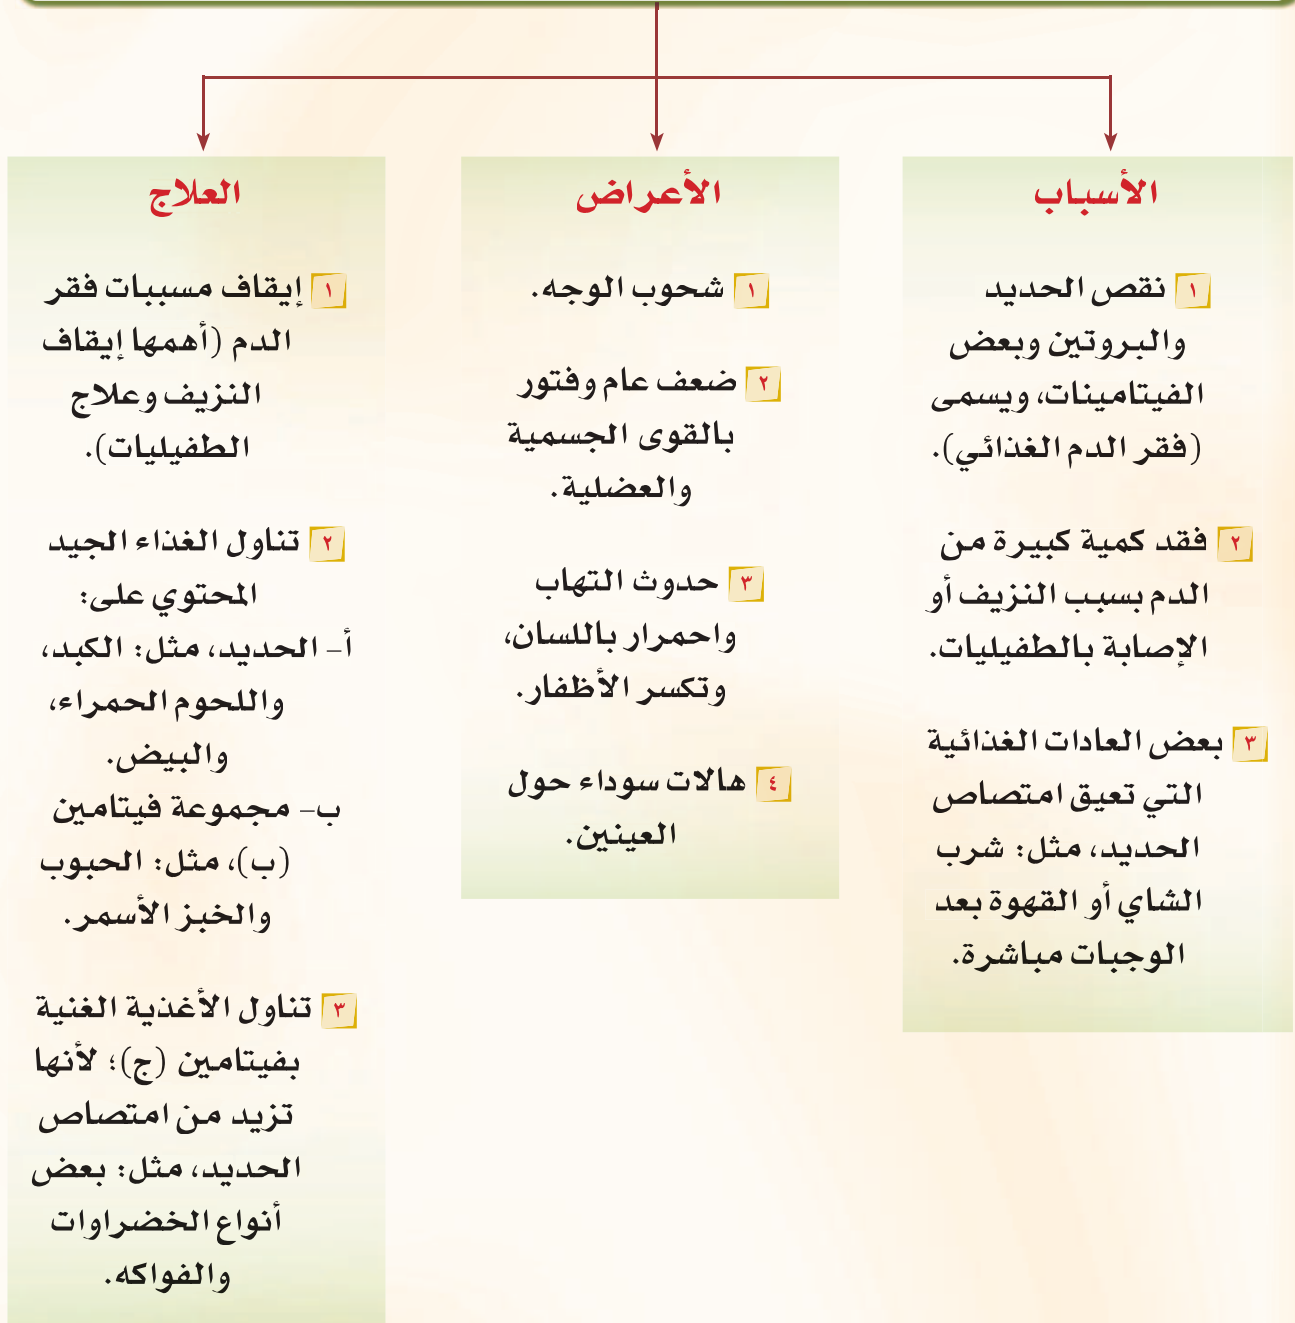 الأسباب
١ نقص الحديد
والبروتين وبعض
الفيتامينات، ويسمى
(فقر الدم الغذائي).
٢ فقد كمية كبيرة من
الدم بسبب النزيف أو
الإصابة بالطفيليات.
٣ بعض العادات الغذائية
التي تعيق امتصاص
الحديد، مثل: شرب
الشاي أو القهوة بعد
الوجبات مباشرة.
الأعراض
١ شحوب الوجه.
٢ ضعف عام وفتور
بالقوى الجسمية
والعضلية.
٣ حدوث التهاب
واحمرار باللسان،
وتكسر الأظفار.
٤ هالات سوداء حول
العينين.
العلاج
١ إيقاف مسببات فقر
الدم (أهمها إيقاف
النزيف وعلاج
الطفيليات).
٢ تناول الغذاء الجيد
المحتوي على:
أ– الحديد، مثل: الكبد،
واللحوم الحمراء،
والبيض.
ب– مجموعة فيتامين
(ب)، مثل: الحبوب
والخبز الأسمر.
٣ تناول الأغذية الغنية
بفيتامين (ج)؛ لأنها
تزيد من امتصاص
الحديد، مثل: بعض
أنواع الخضراوات
والفواكه.